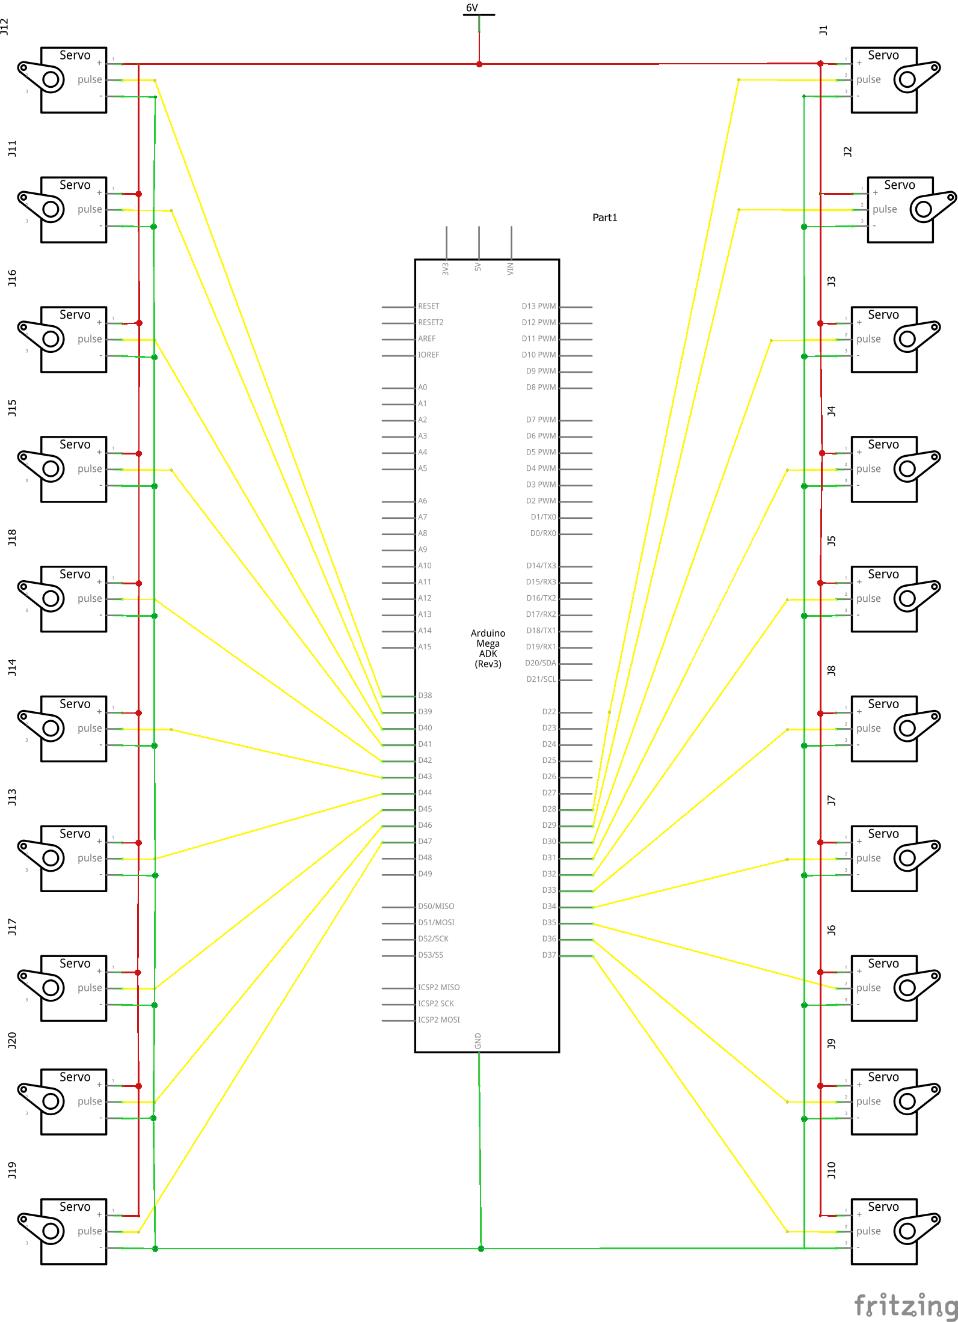 6V
J12
Servo
+
pulse
-
J1
Servo
+
pulse
-
J11
Servo
+
pulse
-
J2
Servo
+
pulse
-
Part1
J16
Servo
+
pulse
-
J3
Servo
+
pulse
-
J15
Servo
+
pulse
-
J4
Servo
+
pulse
-
J18
Servo
+
pulse
-
J5
Servo
+
pulse
-
J14
Servo
+
pulse
-
J8
Servo
+
pulse
-
J13
Servo
+
pulse
-
J7
Servo
+
pulse
-
J17
Servo
+
pulse
-
J6
Servo
+
pulse
-
J20
Servo
+
pulse
-
J9
Servo
+
pulse
-
J19
Servo
+
pulse
-
J10
Servo
+
pulse
-
3V3
5V
VIN
RESET
RESET2
AREF
IOREF
A0
A1
A2
A3
A4
A5
A6
A7
A8
A9
A10
A11
A12
A13
A14
A15
D38
D39
D40
D41
D42
D43
D44
D45
D46
D47
D48
D49
D50/MISO
D51/MOSI
D52/SCK
D53/SS
ICSP2 MISO
ICSP2 SCK
ICSP2 MOSI
Arduino
Mega
ADK
(Rev3)
D13 PWM
D12 PWM
D11 PWM
D10 PWM
D9 PWM
D8 PWM
D7 PWM
D6 PWM
D5 PWM
D4 PWM
D3 PWM
D2 PWM
D1/TX0
D0/RX0
D14/TX3
D15/RX3
D16/TX2
D17/RX2
D18/TX1
D19/RX1
D20/SDA
D21/SCL
D22
D23
D24
D25
D26
D27
D28
D29
D30
D31
D32
D33
D34
D35
D36
D37
GND
fritzing